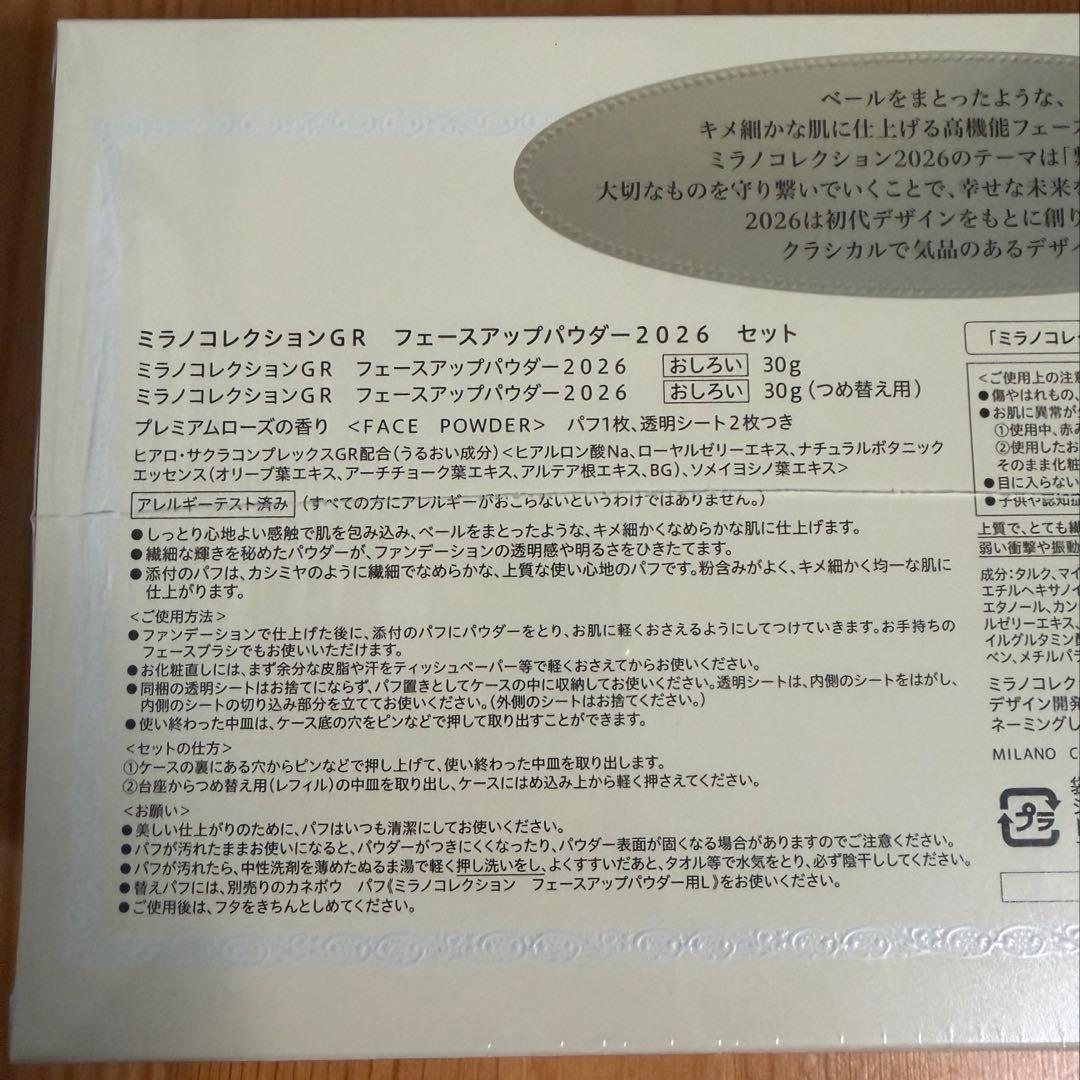 ベールをまとったような、
キメ細かな肌に仕上げる高機能フェース
ミラノコレクション2026のテーマは「
大切なものを守り繋いでいくことで、幸せな未来
2026は初代デザインをもとに創り
クラシカルで気品のあるデザイ
ミラノコレクションGR フェースアップパウダー2026 セット
ミラノコレクションGR フェースアップパウダー2026 おしろい 30g
ミラノコレクションGR フェースアップパウダー2026 おしろい 30g(つめ替え用)
プレミアムローズの香り <FACE POWDER> パフ1枚、透明シート2枚つき
ヒアロ・サクラコンプレックスGR配合(うるおい成分)<ヒアルロン酸Na、ローヤルゼリーエキス、ナチュラルボタニック
エッセンス(オリーブ葉エキス、アーチチョーク葉エキス、アルテア根エキス、BG)、ソメイヨシノ葉エキス>
アレルギーテスト済み (すべての方にアレルギーがおこらないというわけではありません。)
●しっとり心地よい感触で肌を包み込み、ベールをまとったような、キメ細かくなめらかな肌に仕上げます。
●繊細な輝きを秘めたパウダーが、ファンデーションの透明感や明るさをひきたてます。
●添付のパフは、カシミヤのように繊細でなめらかな、上質な使い心地のパフです。粉含みがよく、キメ細かく均一な肌に
仕上がります。
<ご使用方法>
●ファンデーションで仕上げた後に、添付のパフにパウダーをとり、お肌に軽くおさえるようにしてつけていきます。お手持ちの
フェースブラシでもお使いいただけます。
●お化粧直しには、まず余分な皮脂や汗をティッシュペーパー等で軽くおさえてからお使いください。
●同梱の透明シートはお捨てにならず、パフ置きとしてケースの中に収納してお使いください。透明シートは、内側のシートをはがし、
内側のシートの切り込み部分を立ててお使いください。(外側のシートはお捨てください。)
●使い終わった中皿は、ケース底の穴をピンなどで押して取り出すことができます。
<セットの仕方>
①ケースの裏にある穴からピンなどで押し上げて、使い終わった中皿を取り出します。
②台座からつめ替え用(レフィル)の中皿を取り出し、ケースにはめ込み上から軽く押さえてください。
<お願い>
●美しい仕上がりのために、パフはいつも清潔にしてお使いください。
●パフが汚れたままお使いになると、パウダーがつきにくくなったり、パウダー表面が固くなる場合がありますのでご注意ください。
●パフが汚れたら、中性洗剤を薄めたぬるま湯で軽く押し洗いをし、よくすすいだあと、タオル等で水気をとり、必ず陰干ししてください。
●替えパフには、別売りのカネボウ パフ《ミラノコレクション フェースアップパウダー用L》をお使いください。
●ご使用後は、フタをきちんとしめてください。
「ミラノコレ
<ご使用上の注意
●傷やはれもの、
●お肌に異常が
①使用中、赤み
②使用したお
そのまま化粧
●目に入らない
●子供や認知症
上質で、とても繊
弱い衝撃や振動
成分:タルク、マイ
エチルヘキサノイ
エタノール、カン
ルゼリーエキス、
イルグルタミン酸
ベン、メチルパラ
ミラノコレク
デザイン開発
ネーミングし
MILANO C
プラ